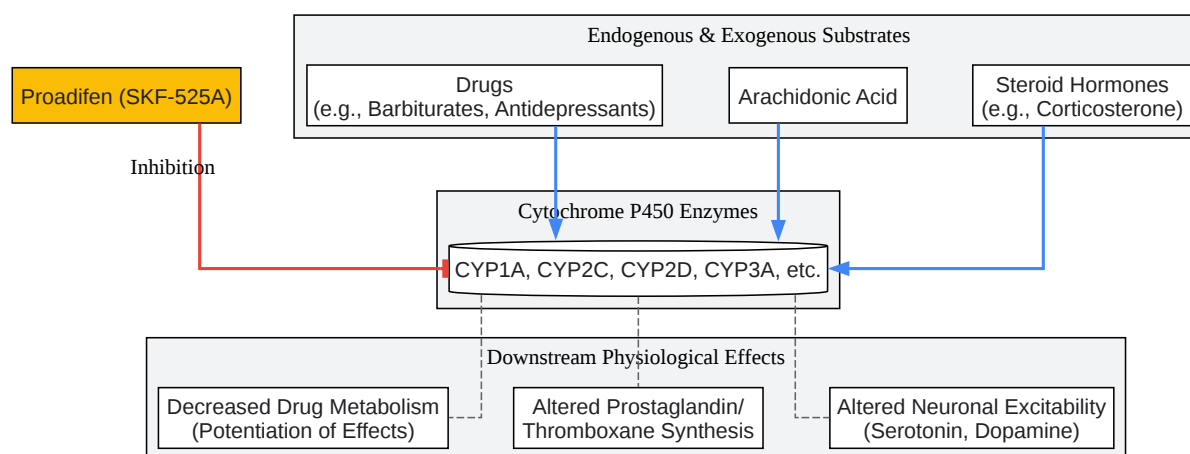 Endogenous & Exogenous Substrates
Proadifen (SKF-525A)
Drugs
(e.g., Barbiturates, Antidepressants)
Arachidonic Acid
Steroid Hormones
(e.g., Corticosterone)
Inhibition
Cytochrome P450 Enzymes
CYP1A, CYP2C, CYP2D, CYP3A, etc.
Downstream Physiological Effects
Decreased Drug Metabolism
(Potentiation of Effects)
Altered Prostaglandin/
Thromboxane Synthesis
Altered Neuronal Excitability
(Serotonin, Dopamine)